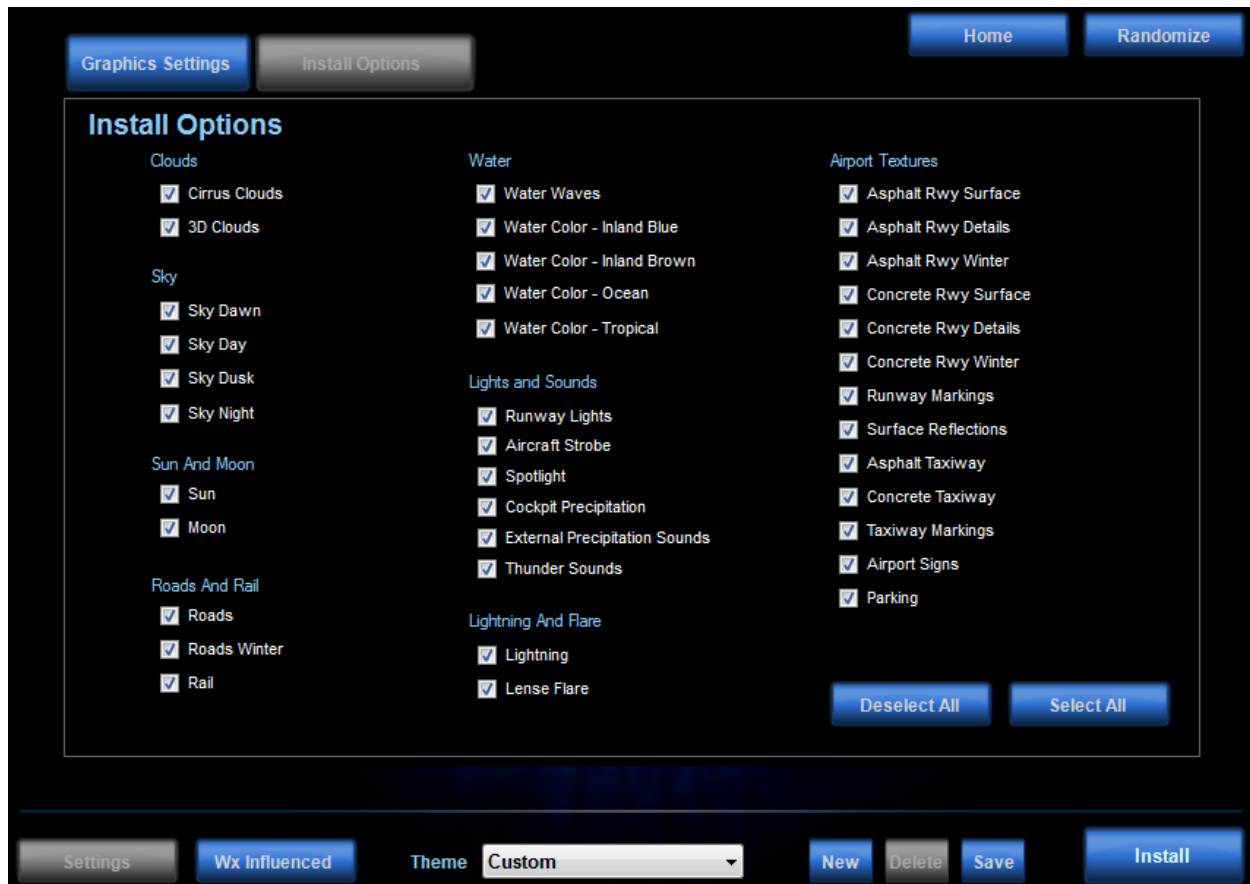 Home
Randomize
Graphics Settings
Install Options
Install Options
Clouds
Cirrus Clouds
3D Clouds
Sky
Sky Dawn
Sky Day
Sky Dusk
Sky Night
Sun And Moon
Sun
Moon
Roads And Rail
Roads
Roads Winter
Rail
Water
Water Waves
Water Color - Inland Blue
Water Color - Inland Brown
Water Color - Ocean
Water Color - Tropical
Lights and Sounds
Runway Lights
Aircraft Strobe
Spotlight
Cockpit Precipitation
External Precipitation Sounds
Thunder Sounds
Lightning And Flare
Lightning
Lense Flare
Airport Textures
Asphalt Rwy Surface
Asphalt Rwy Details
Asphalt Rwy Winter
Concrete Rwy Surface
Concrete Rwy Details
Concrete Rwy Winter
Runway Markings
Surface Reflections
Asphalt Taxiway
Concrete Taxiway
Taxiway Markings
Airport Signs
Parking
Deselect All
Select All
Settings
Wx Influenced
Theme
Custom
New
Delete
Save
Install